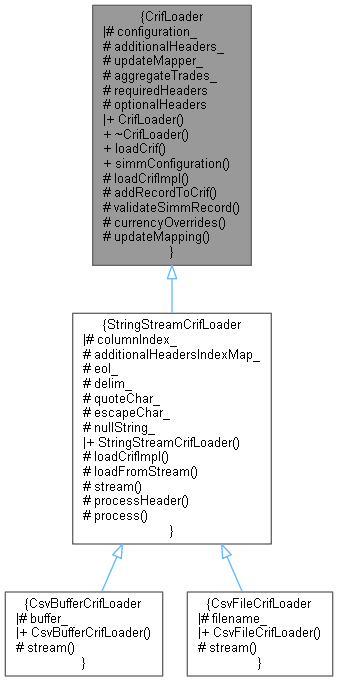 {CrifLoader
|# configuration_
# additionalHeaders_
# updateMapper_
# aggregateTrades_
# requiredHeaders
# optionalHeaders
|+ CrifLoader()
+ ~CrifLoader()
+ loadCrif()
+ simmConfiguration()
# loadCrifImpl()
# addRecordToCrif()
# validateSimmRecord()
# currencyOverrides()
# updateMapping()
}
{StringStreamCrifLoader
|# columnIndex_
# additionalHeadersIndexMap_
# eol_
# delim_
# quoteChar_
# escapeChar_
# nullString_
|+ StringStreamCrifLoader()
# loadCrifImpl()
# loadFromStream()
# stream()
# processHeader()
# process()
}
{CsvBufferCrifLoader
|# buffer_
|+ CsvBufferCrifLoader()
# stream()
}
{CsvFileCrifLoader
|# filename_
|+ CsvFileCrifLoader()
# stream()
}